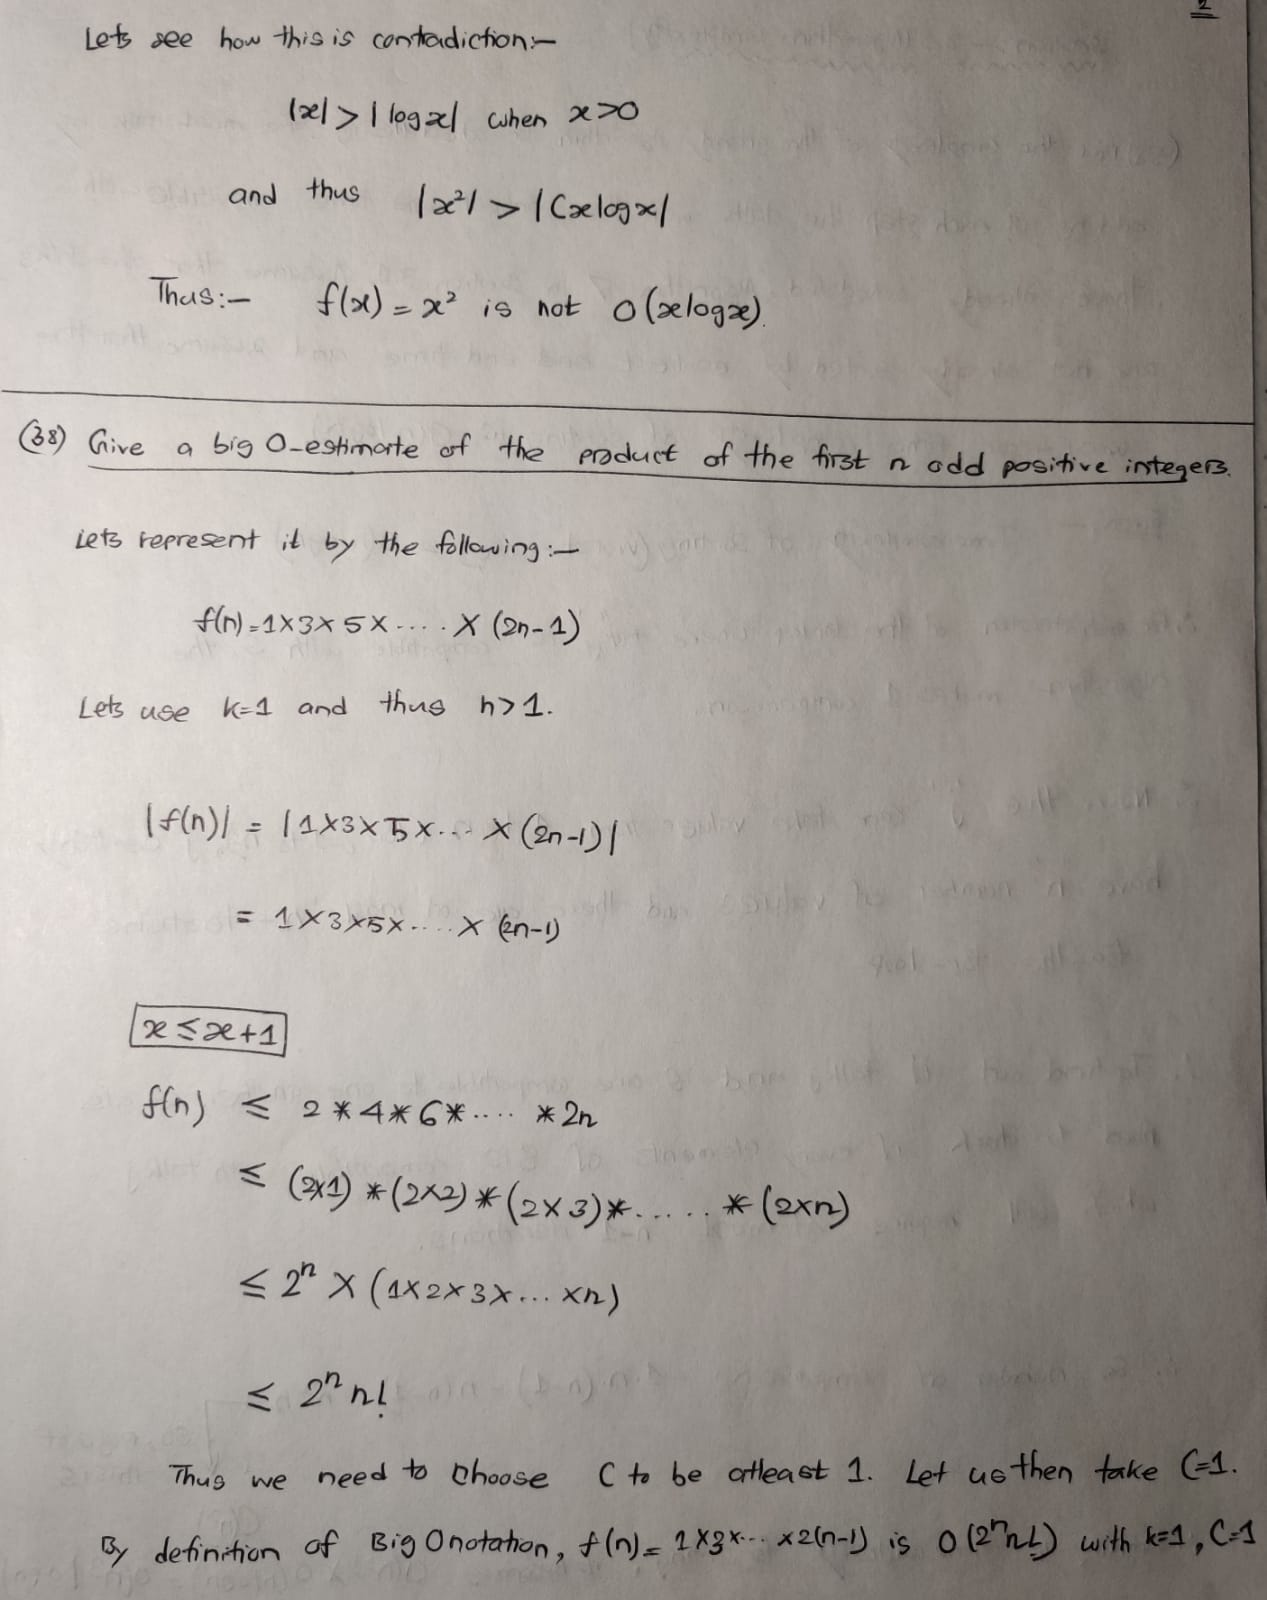 2
Lets see how this is contradiction:-
|x| > |logx| when x>0
and thus |x²| > |Cxlogx|
Thus:- f(x) = x² is not O(xlogx).
(38) Give a big O-estimate of the product of the first n odd positive integers.
Lets represent it by the following:-
f(n)=1×3×5×....×(2n-1)
Lets use k=1 and thus n>1.
|f(n)| = |1×3×5×...×(2n-1)|
= 1×3×5×....×(2n-1)
x≤x+1
f(n) ≤ 2*4*6*....*2n
≤ (2×1)*(2×2)*(2×3)*.....*(2×n)
≤ 2ⁿ×(1×2×3×...×n)
≤ 2ⁿ n!
Thus we need to choose C to be atleast 1. Let us then take C=1.
By definition of Big O notation, f(n)= 1×3×...×2(n-1) is O(2ⁿn!) with k=1, C=1